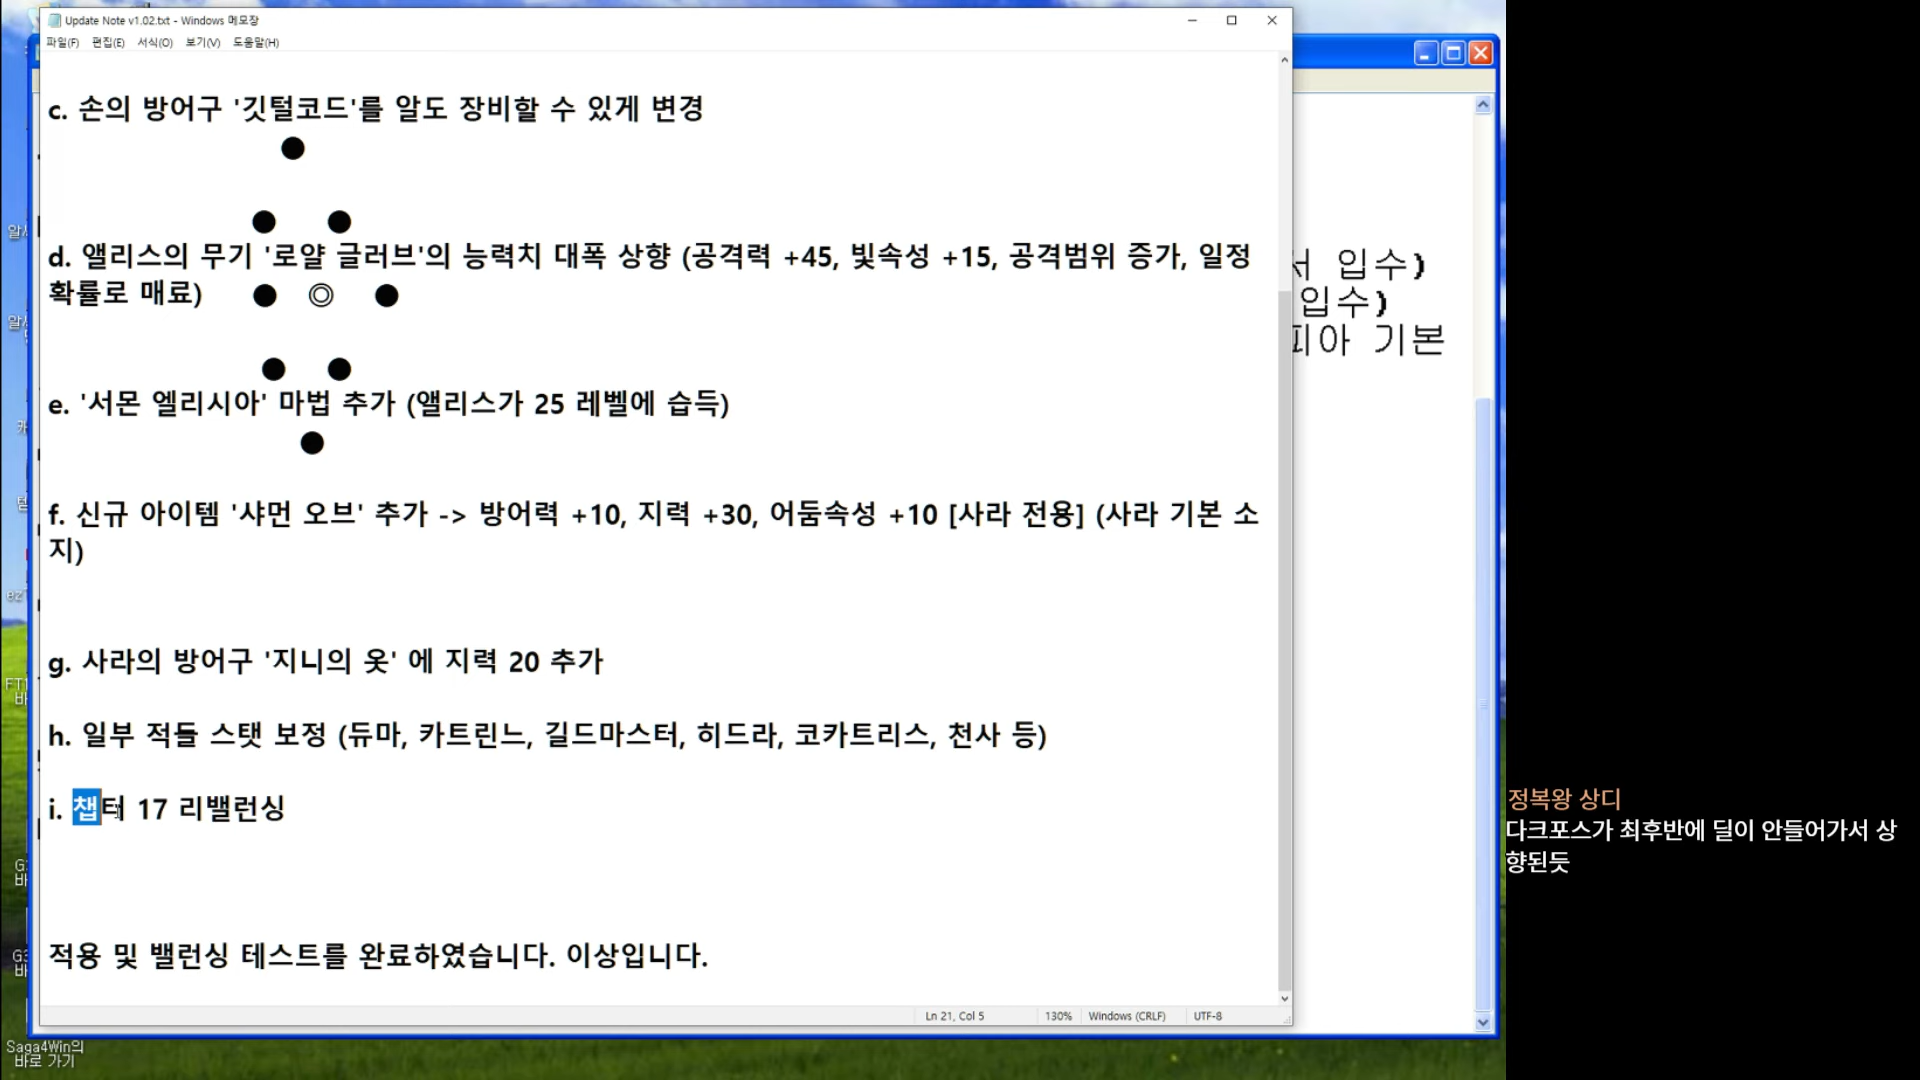 Update Note v1.02.txt - Windows 메모장
파일(F) 편집(E) 서식(O) 보기(V) 도움말(H)
c. 손의 방어구 '깃털코드'를 알도 장비할 수 있게 변경
●
● ●
d. 앨리스의 무기 '로얄 글러브'의 능력치 대폭 상향 (공격력 +45, 빛속성 +15, 공격범위 증가, 일정
확률로 매료) ● ◎ ●
● ●
e. '서몬 엘리시아' 마법 추가 (앨리스가 25 레벨에 습득)
●
f. 신규 아이템 '샤먼 오브' 추가 -> 방어력 +10, 지력 +30, 어둠속성 +10 [사라 전용] (사라 기본 소
지)
g. 사라의 방어구 '지니의 옷' 에 지력 20 추가
h. 일부 적들 스탯 보정 (듀마, 카트린느, 길드마스터, 히드라, 코카트리스, 천사 등)
i. 챕터 17 리밸런싱
적용 및 밸런싱 테스트를 완료하였습니다. 이상입니다.
Ln 21, Col 5 130% Windows (CRLF) UTF-8
서 입수)
입수)
피아 기본
정복왕 상디
다크포스가 최후반에 딜이 안들어가서 상
향된듯
Saga4Win의
바로 가기